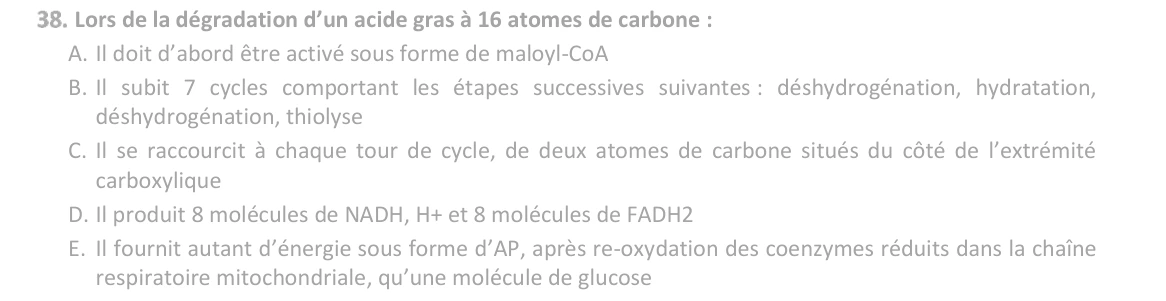 38. Lors de la dégradation d'un acide gras à 16 atomes de carbone :
A. Il doit d'abord être activé sous forme de maloyl-CoA
B. Il subit 7 cycles comportant les étapes successives suivantes : déshydrogénation, hydratation,
déshydrogénation, thiolyse
C. Il se raccourcit à chaque tour de cycle, de deux atomes de carbone situés du côté de l'extrémité
carboxylique
D. Il produit 8 molécules de NADH, H+ et 8 molécules de FADH2
E. Il fournit autant d'énergie sous forme d'AP, après re-oxydation des coenzymes réduits dans la chaîne
respiratoire mitochondriale, qu'une molécule de glucose